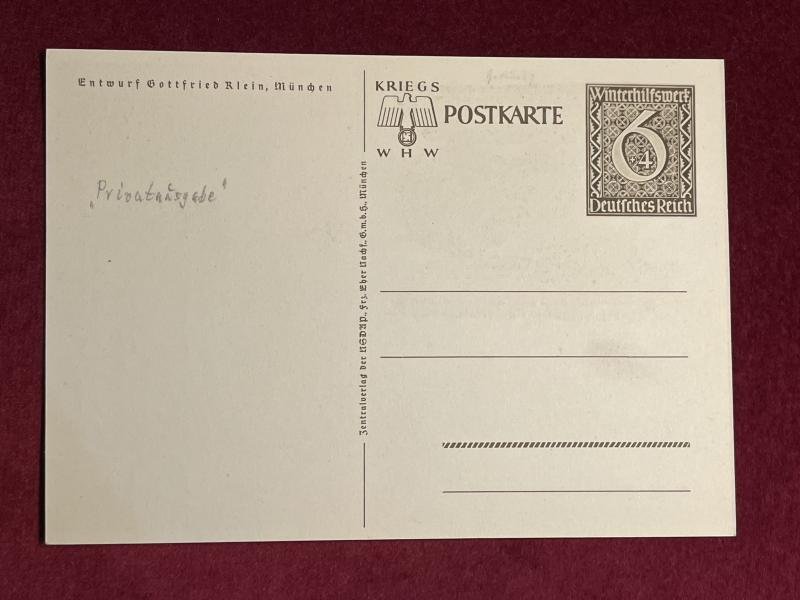 Entwurf Gottfried Klein, München
„Privatausgabe“
Zentralverlag der NSDAP., Frz. Eher Nachf., G.m.b.H., München
KRIEGS
WHW
POSTKARTE
Winterhilfswerk
6
+4
Deutsches Reich